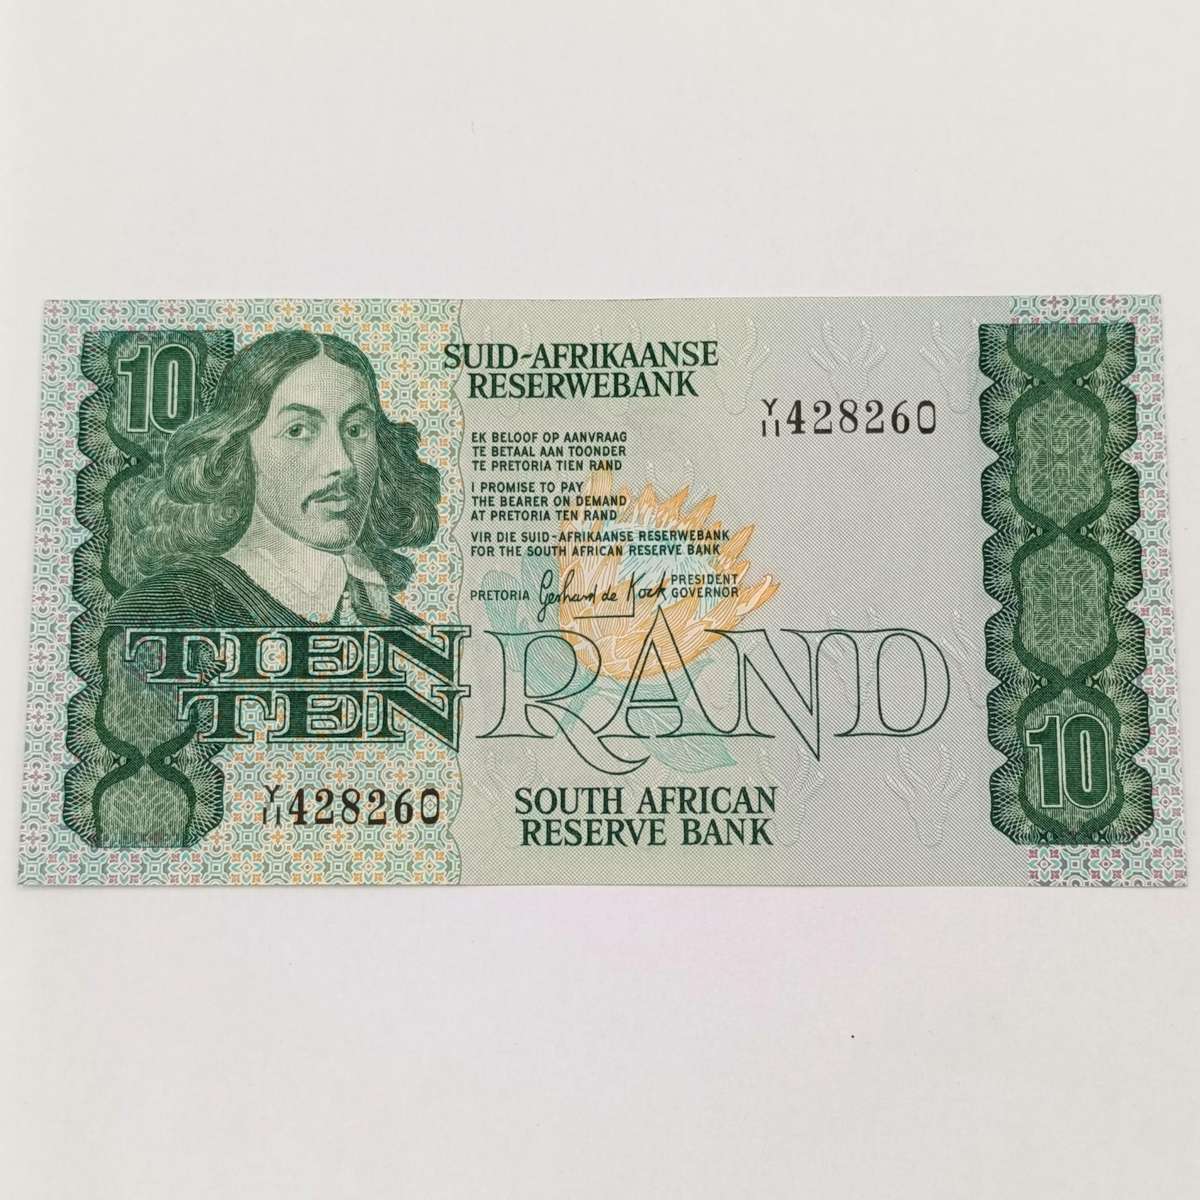 10
SUID-AFRIKAANSE
RESERWEBANK
Y/11 428260
EK BELOOF OP AANVRAAG
TE BETAAL AAN TOONDER
TE PRETORIA TIEN RAND
I PROMISE TO PAY
THE BEARER ON DEMAND
AT PRETORIA TEN RAND
VIR DIE SUID-AFRIKAANSE RESERWEBANK
FOR THE SOUTH AFRICAN RESERVE BANK
PRETORIA Gerhard de Kock PRESIDENT
GOVERNOR
TIEN
TEN RAND
10
Y/11 428260
SOUTH AFRICAN
RESERVE BANK